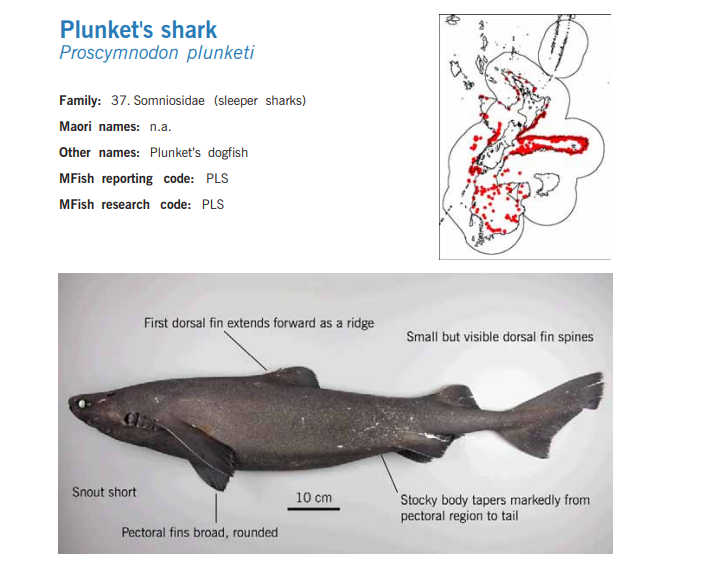 Plunket's shark
Proscymnodon plunketi
Family: 37. Somniosidae (sleeper sharks)
Maori names: n.a.
Other names: Plunket's dogfish
MFish reporting code: PLS
MFish research code: PLS
First dorsal fin extends forward as a ridge
Small but visible dorsal fin spines
Snout short
10 cm
Stocky body tapers markedly from
pectoral region to tail
Pectoral fins broad, rounded